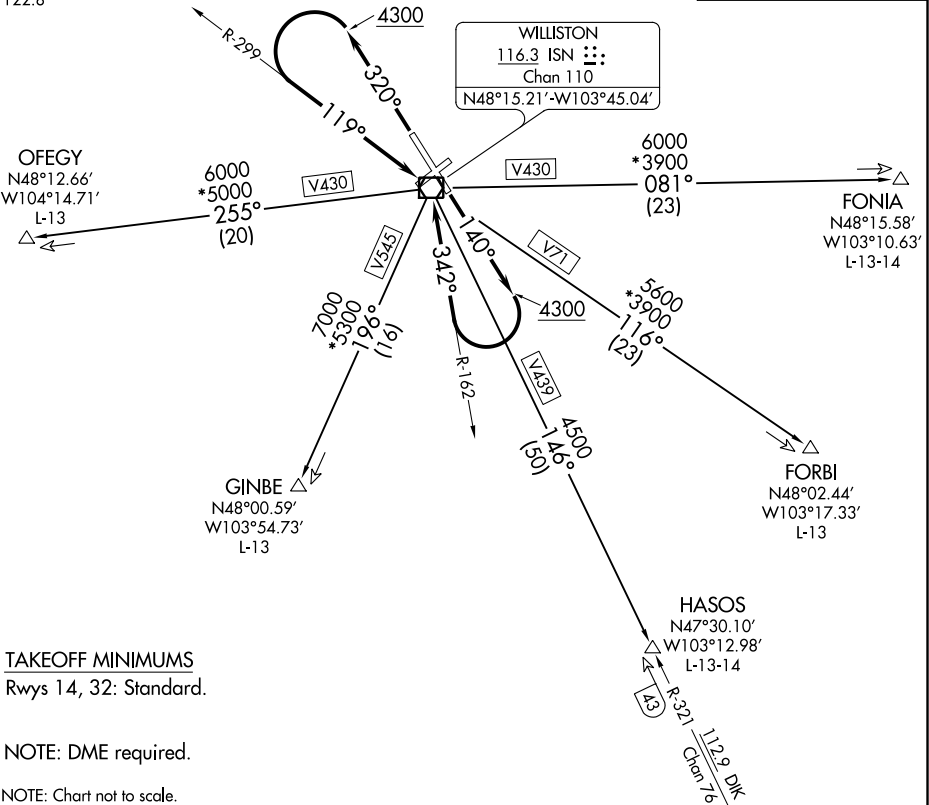 122.8
4300
R-299
320°
119°
WILLISTON
116.3 ISN
Chan 110
N48°15.21'-W103°45.04'
OFEGY
N48°12.66'
W104°14.71'
L-13
6000
*5000
255°
(20)
V430
V430
6000
*3900
081°
(23)
FONIA
N48°15.58'
W103°10.63'
L-13-14
V545
7000
*5300
196°
(16)
342°
140°
4300
R-162
V71
5600
*3900
116°
(23)
V439
4500
146°
(50)
GINBE
N48°00.59'
W103°54.73'
L-13
FORBI
N48°02.44'
W103°17.33'
L-13
HASOS
N47°30.10'
W103°12.98'
L-13-14
43
R-321
112.9 DIK
Chan 76
TAKEOFF MINIMUMS
Rwys 14, 32: Standard.
NOTE: DME required.
NOTE: Chart not to scale.